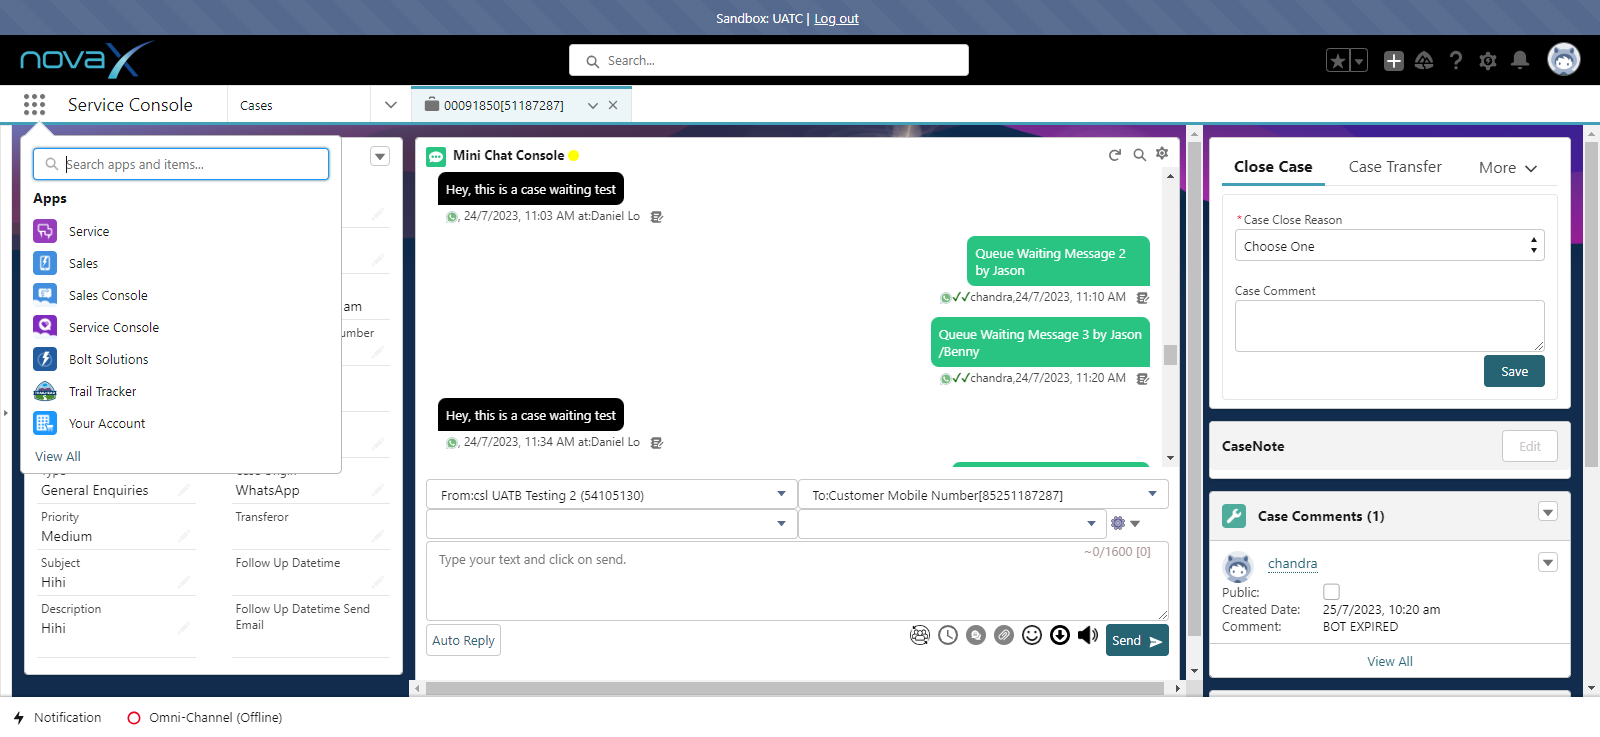 Sandbox: UATC | Log out
novaX
Search...
Service Console
Cases
00091850[51187287]
Search apps and items...
Apps
Service
Sales
Sales Console
Service Console
Bolt Solutions
Trail Tracker
Your Account
View All
am
umber
General Enquiries
WhatsApp
Priority
Transferor
Medium
Subject
Follow Up Datetime
Hihi
Description
Follow Up Datetime Send
Email
Hihi
Mini Chat Console
Hey, this is a case waiting test
, 24/7/2023, 11:03 AM at:Daniel Lo
Queue Waiting Message 2
by Jason
chandra,24/7/2023, 11:10 AM
Queue Waiting Message 3 by Jason
/Benny
chandra,24/7/2023, 11:20 AM
Hey, this is a case waiting test
, 24/7/2023, 11:34 AM at:Daniel Lo
From:csl UATB Testing 2 (54105130)
To:Customer Mobile Number[85251187287]
Type your text and click on send.
~0/1600 [0]
Auto Reply
Send
Close Case
Case Transfer
More
*Case Close Reason
Choose One
Case Comment
Save
CaseNote
Edit
Case Comments (1)
chandra
Public:
Created Date:
25/7/2023, 10:20 am
Comment:
BOT EXPIRED
View All
Notification
Omni-Channel (Offline)